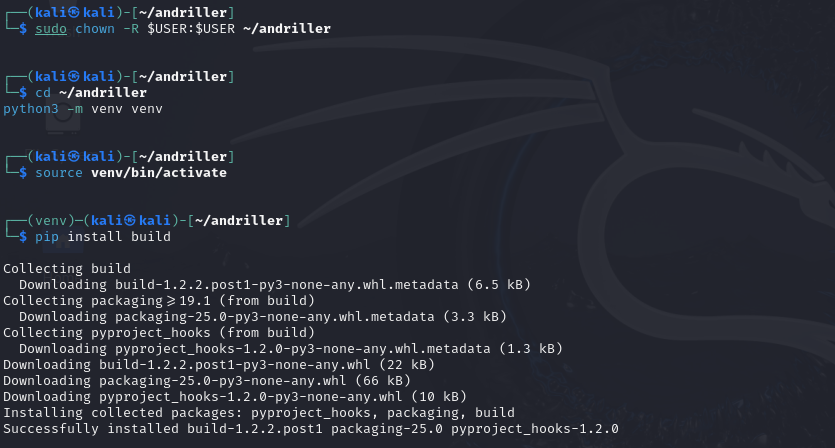 ┌──(kali㉿kali)-[~/andriller]
└─$ sudo chown -R $USER:$USER ~/andriller
┌──(kali㉿kali)-[~/andriller]
└─$ cd ~/andriller
python3 -m venv venv
┌──(kali㉿kali)-[~/andriller]
└─$ source venv/bin/activate
┌──(venv)─(kali㉿kali)-[~/andriller]
└─$ pip install build
Collecting build
  Downloading build-1.2.2.post1-py3-none-any.whl.metadata (6.5 kB)
Collecting packaging>=19.1 (from build)
  Downloading packaging-25.0-py3-none-any.whl.metadata (3.3 kB)
Collecting pyproject_hooks (from build)
  Downloading pyproject_hooks-1.2.0-py3-none-any.whl.metadata (1.3 kB)
Downloading build-1.2.2.post1-py3-none-any.whl (22 kB)
Downloading packaging-25.0-py3-none-any.whl (66 kB)
Downloading pyproject_hooks-1.2.0-py3-none-any.whl (10 kB)
Installing collected packages: pyproject_hooks, packaging, build
Successfully installed build-1.2.2.post1 packaging-25.0 pyproject_hooks-1.2.0